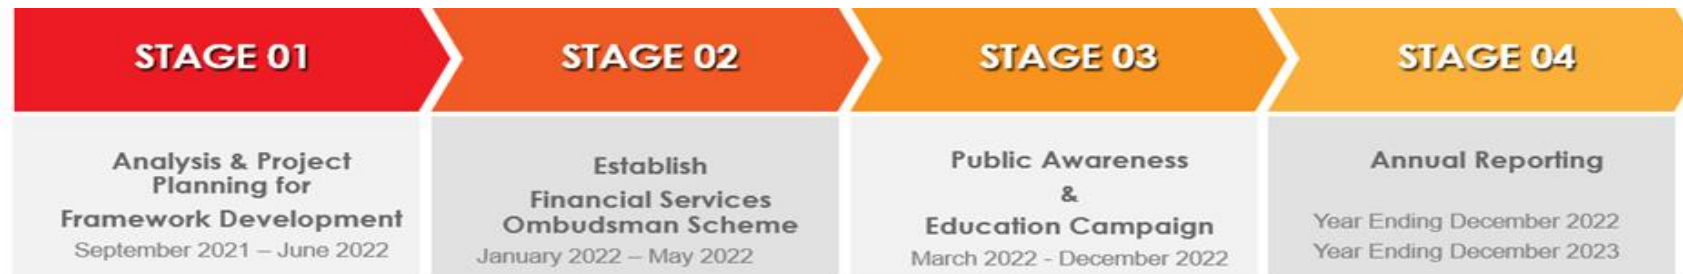 STAGE 01
Analysis & Project
Planning for
Framework Development
September 2021 – June 2022
STAGE 02
Establish
Financial Services
Ombudsman Scheme
January 2022 – May 2022
STAGE 03
Public Awareness
&
Education Campaign
March 2022 - December 2022
STAGE 04
Annual Reporting
Year Ending December 2022
Year Ending December 2023